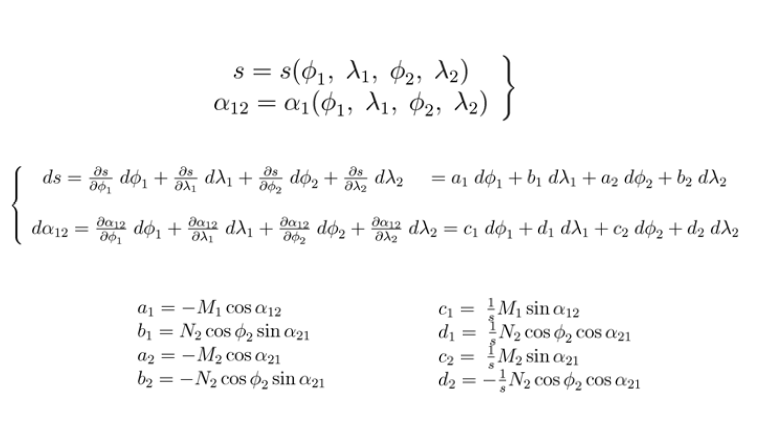 s = s(ϕ₁, λ₁, ϕ₂, λ₂)
α₁₂ = α₁(ϕ₁, λ₁, ϕ₂, λ₂) }
{ ds = ∂s/∂ϕ₁ dϕ₁ + ∂s/∂λ₁ dλ₁ + ∂s/∂ϕ₂ dϕ₂ + ∂s/∂λ₂ dλ₂ = a₁ dϕ₁ + b₁ dλ₁ + a₂ dϕ₂ + b₂ dλ₂
dα₁₂ = ∂α₁₂/∂ϕ₁ dϕ₁ + ∂α₁₂/∂λ₁ dλ₁ + ∂α₁₂/∂ϕ₂ dϕ₂ + ∂α₁₂/∂λ₂ dλ₂ = c₁ dϕ₁ + d₁ dλ₁ + c₂ dϕ₂ + d₂ dλ₂
a₁ = −M₁ cos α₁₂
b₁ = N₂ cos ϕ₂ sin α₂₁
a₂ = −M₂ cos α₂₁
b₂ = −N₂ cos ϕ₂ sin α₂₁
c₁ = 1/s M₁ sin α₁₂
d₁ = 1/s N₂ cos ϕ₂ cos α₂₁
c₂ = 1/s M₂ sin α₂₁
d₂ = −1/s N₂ cos ϕ₂ cos α₂₁